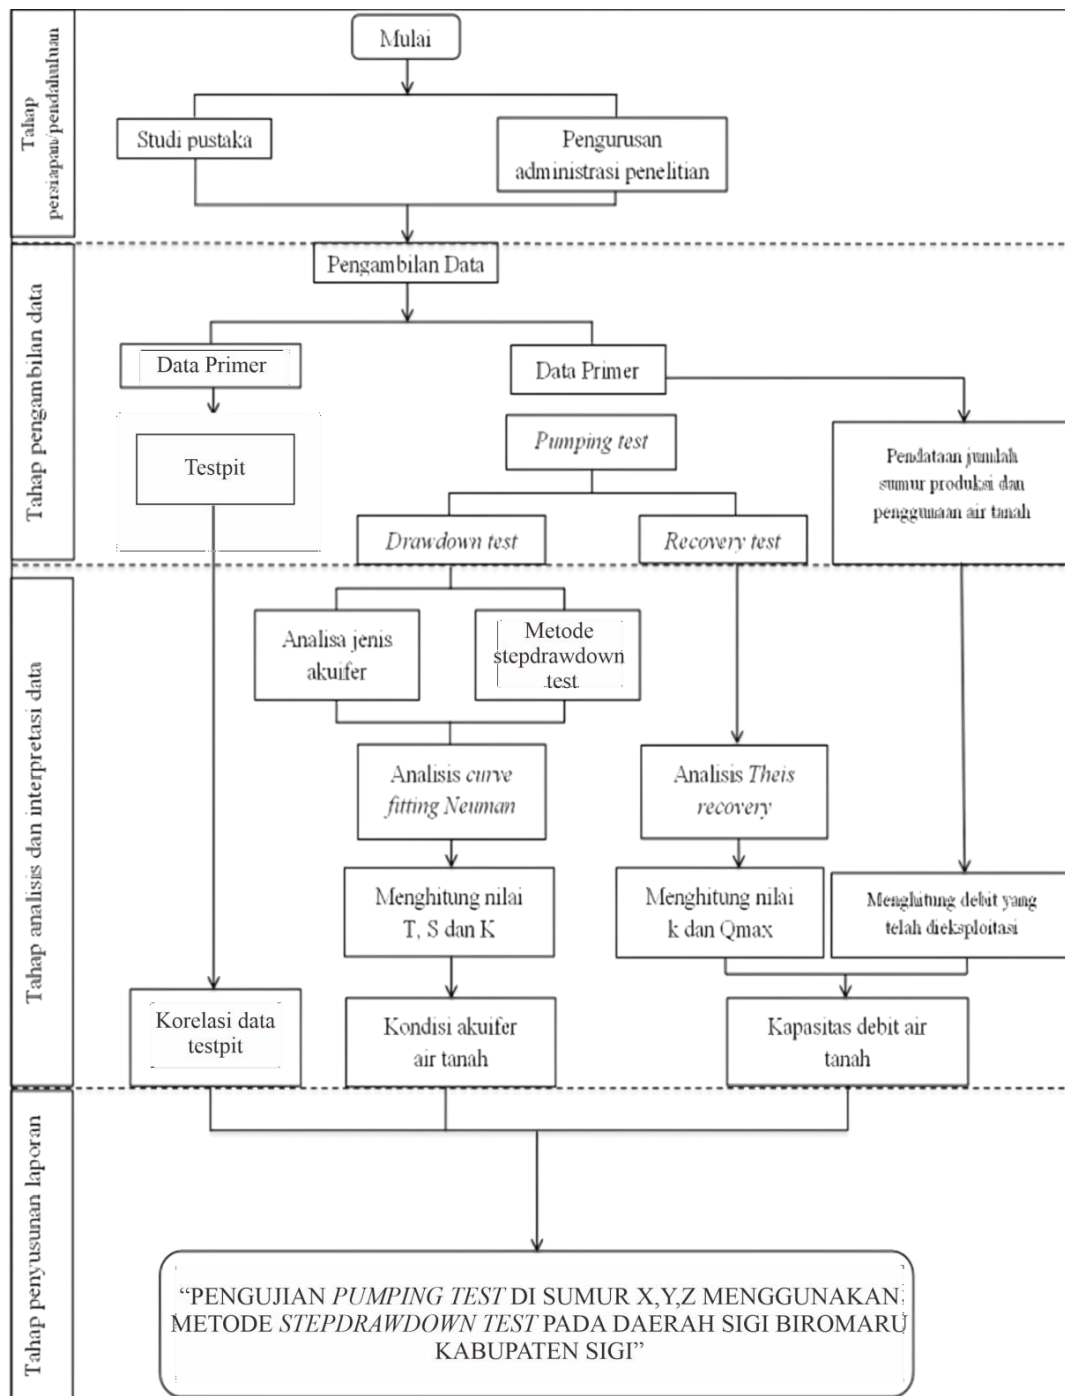 Tahap
persiapan/pendahuluan
Mulai
Studi pustaka
Pengurusan
administrasi penelitian
Tahap pengambilan data
Pengambilan Data
Data Primer
Data Primer
Testpit
Pumping test
Pendataan jumlah
sumur produksi dan
penggunaan air tanah
Drawdown test
Recovery test
Tahap analisis dan interpretasi data
Analisa jenis
akuifer
Metode
stepdrawdown
test
Analisis curve
fitting Neuman
Analisis Theis
recovery
Menghitung nilai
T, S dan K
Menghitung nilai
k dan Qmax
Menghitung debit yang
telah dieksploitasi
Korelasi data
testpit
Kondisi akuifer
air tanah
Kapasitas debit air
tanah
Tahap penyusunan laporan
“PENGUJIAN PUMPING TEST DI SUMUR X,Y,Z MENGGUNAKAN
METODE STEPDRAWDOWN TEST PADA DAERAH SIGI BIROMARU
KABUPATEN SIGI”